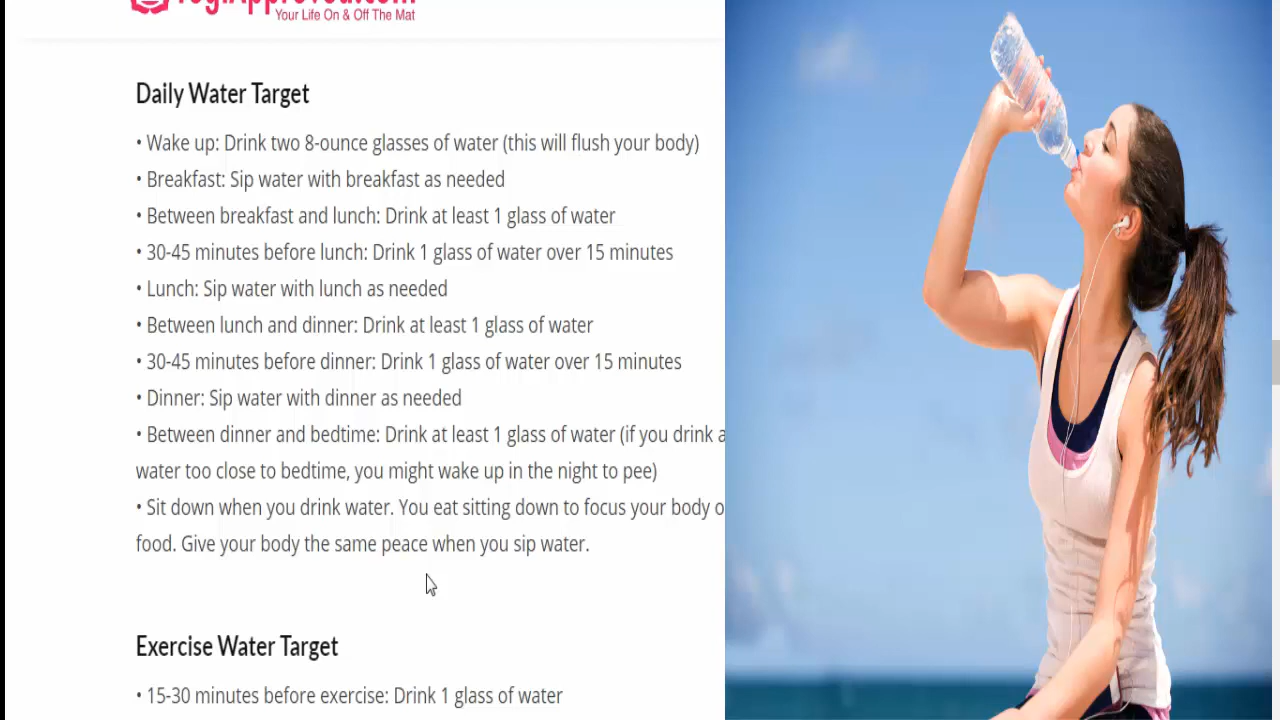 Your Life On & Off The Mat
Daily Water Target
• Wake up: Drink two 8-ounce glasses of water (this will flush your body)
• Breakfast: Sip water with breakfast as needed
• Between breakfast and lunch: Drink at least 1 glass of water
• 30-45 minutes before lunch: Drink 1 glass of water over 15 minutes
• Lunch: Sip water with lunch as needed
• Between lunch and dinner: Drink at least 1 glass of water
• 30-45 minutes before dinner: Drink 1 glass of water over 15 minutes
• Dinner: Sip water with dinner as needed
• Between dinner and bedtime: Drink at least 1 glass of water (if you drink
water too close to bedtime, you might wake up in the night to pee)
• Sit down when you drink water. You eat sitting down to focus your body
food. Give your body the same peace when you sip water.
Exercise Water Target
• 15-30 minutes before exercise: Drink 1 glass of water